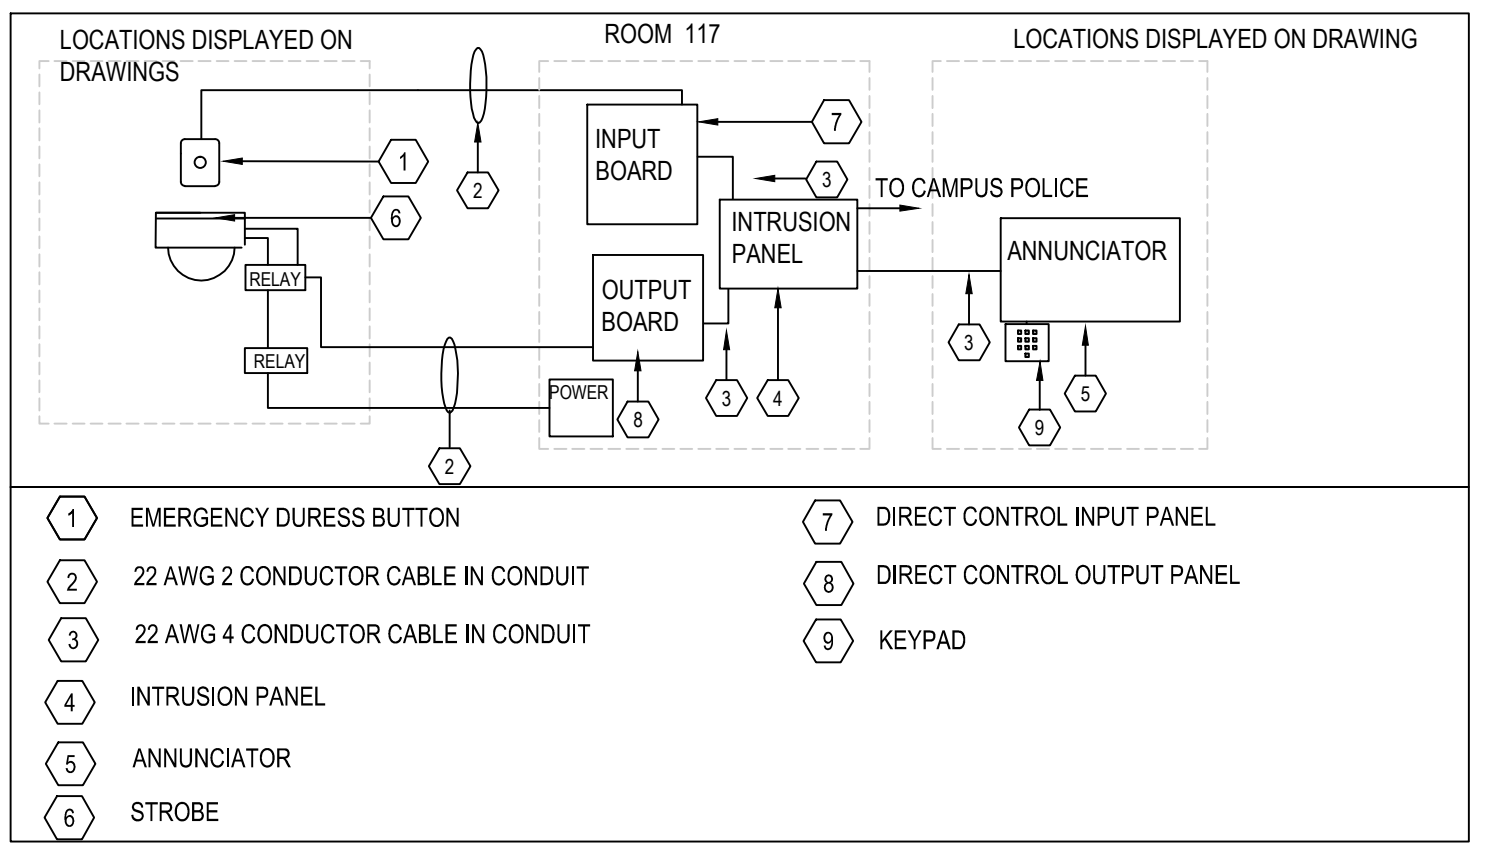 LOCATIONS DISPLAYED ON
DRAWINGS
ROOM 117
LOCATIONS DISPLAYED ON DRAWING
INPUT
BOARD
7
1
2
3
TO CAMPUS POLICE
6
INTRUSION
PANEL
ANNUNCIATOR
RELAY
OUTPUT
BOARD
3
RELAY
POWER
8
3
4
5
9
2
1 EMERGENCY DURESS BUTTON
2 22 AWG 2 CONDUCTOR CABLE IN CONDUIT
3 22 AWG 4 CONDUCTOR CABLE IN CONDUIT
4 INTRUSION PANEL
5 ANNUNCIATOR
6 STROBE
7 DIRECT CONTROL INPUT PANEL
8 DIRECT CONTROL OUTPUT PANEL
9 KEYPAD